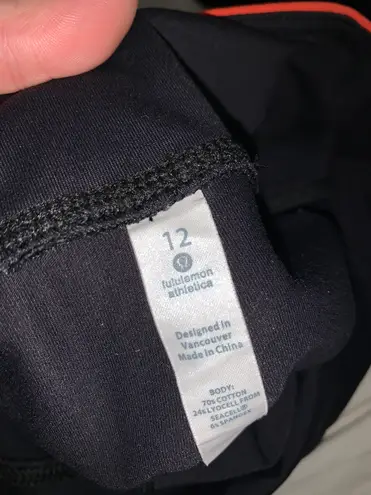 12
lululemon
athletica
Designed in
Vancouver
Made in China
BODY:
70% COTTON
24% LYOCELL FROM
SEACELL®
6% SPANDEX